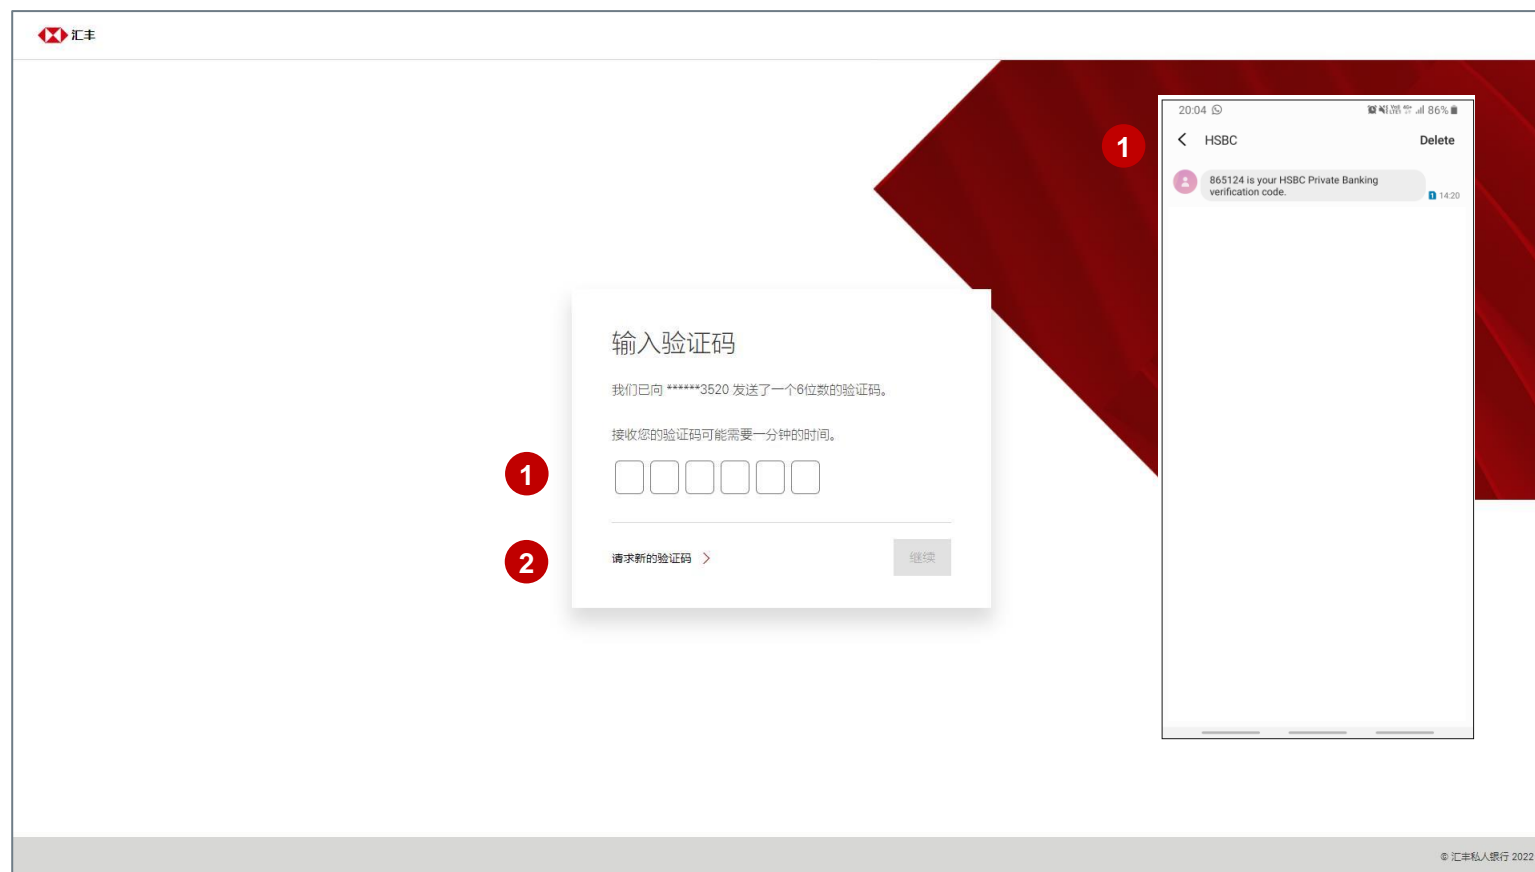 汇丰
20:04 86%
1
HSBC Delete
865124 is your HSBC Private Banking
verification code.
1 14:20
输入验证码
我们已向 ******3520 发送了一个6位数的验证码。
接收您的验证码可能需要一分钟的时间。
1
2
请求新的验证码
继续
© 汇丰私人银行 2022